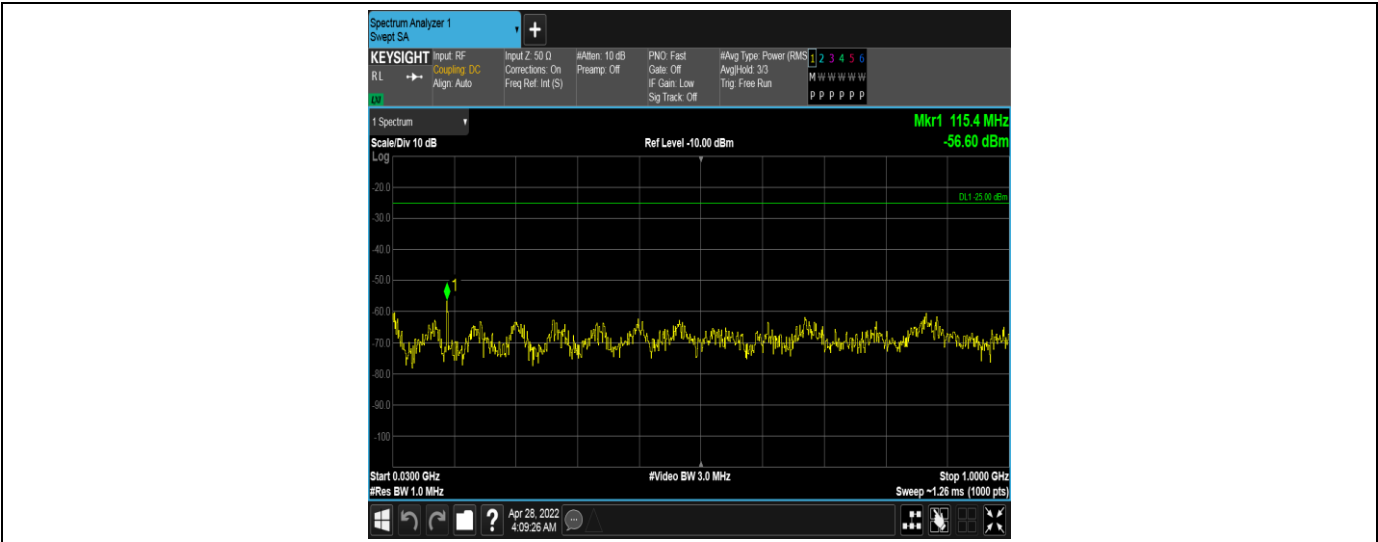 Spectrum Analyzer 1
Swept SA
+
KEYSIGHT Input: RF Input Z: 50 Ω #Atten: 10 dB PNO: Fast #Avg Type: Power (RMS 1 2 3 4 5 6
RL Coupling: DC Corrections: On Preamp: Off Gate: Off Avg|Hold: 3/3 M W W W W W
Align: Auto Freq Ref: Int (S) IF Gain: Low Trig: Free Run
Sig Track: Off P P P P P P
1 Spectrum Mkr1 115.4 MHz
Scale/Div 10 dB Ref Level -10.00 dBm -56.60 dBm
Log
-20.0
DL1 -25.00 dBm
-30.0
-40.0
-50.0
1
-60.0
-70.0
-80.0
-90.0
-100
Start 0.0300 GHz #Video BW 3.0 MHz Stop 1.0000 GHz
#Res BW 1.0 MHz Sweep ~1.26 ms (1000 pts)
? Apr 28, 2022
4:09:26 AM